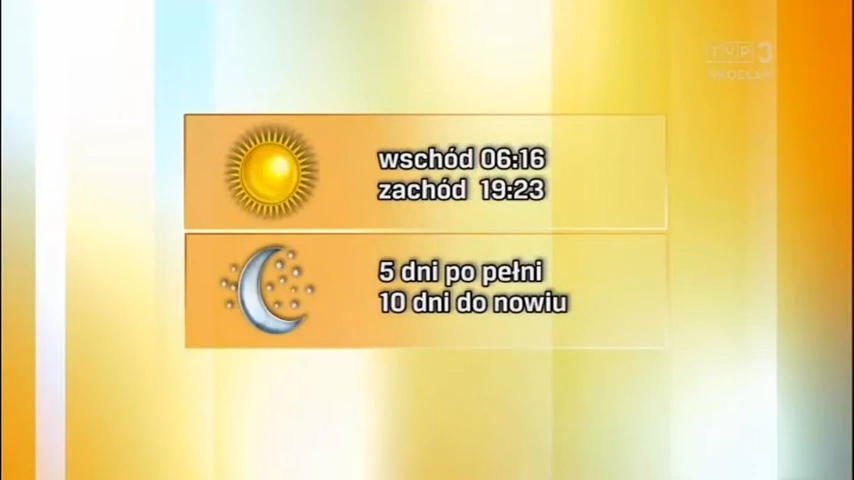 TVP3
WROCŁAW
wschód 06:16
zachód 19:23
5 dni po pełni
10 dni do nowiu